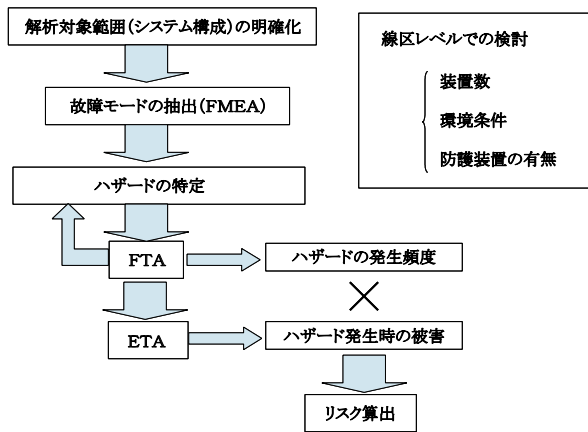 解析対象範囲(システム構成)の明確化
故障モードの抽出(FMEA)
ハザードの特定
FTA
ハザードの発生頻度
×
ETA
ハザード発生時の被害
リスク算出
線区レベルでの検討
装置数
環境条件
防護装置の有無